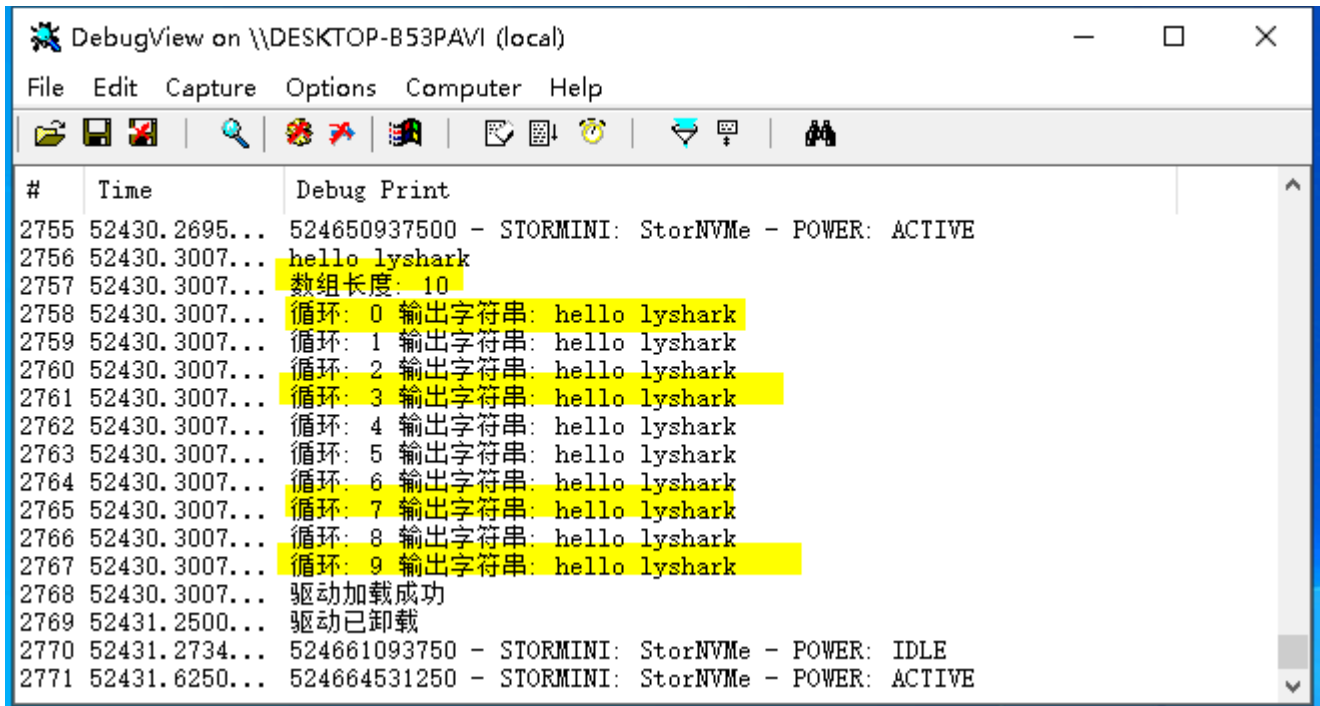 DebugView on \\DESKTOP-B53PAVI (local)
File Edit Capture Options Computer Help
# Time Debug Print
2755 52430.2695... 524650937500 - STORMINI: StorNVMe - POWER: ACTIVE
2756 52430.3007... hello lyshark
2757 52430.3007... 数组长度: 10
2758 52430.3007... 循环: 0 输出字符串: hello lyshark
2759 52430.3007... 循环: 1 输出字符串: hello lyshark
2760 52430.3007... 循环: 2 输出字符串: hello lyshark
2761 52430.3007... 循环: 3 输出字符串: hello lyshark
2762 52430.3007... 循环: 4 输出字符串: hello lyshark
2763 52430.3007... 循环: 5 输出字符串: hello lyshark
2764 52430.3007... 循环: 6 输出字符串: hello lyshark
2765 52430.3007... 循环: 7 输出字符串: hello lyshark
2766 52430.3007... 循环: 8 输出字符串: hello lyshark
2767 52430.3007... 循环: 9 输出字符串: hello lyshark
2768 52430.3007... 驱动加载成功
2769 52431.2500... 驱动已卸载
2770 52431.2734... 524661093750 - STORMINI: StorNVMe - POWER: IDLE
2771 52431.6250... 524664531250 - STORMINI: StorNVMe - POWER: ACTIVE